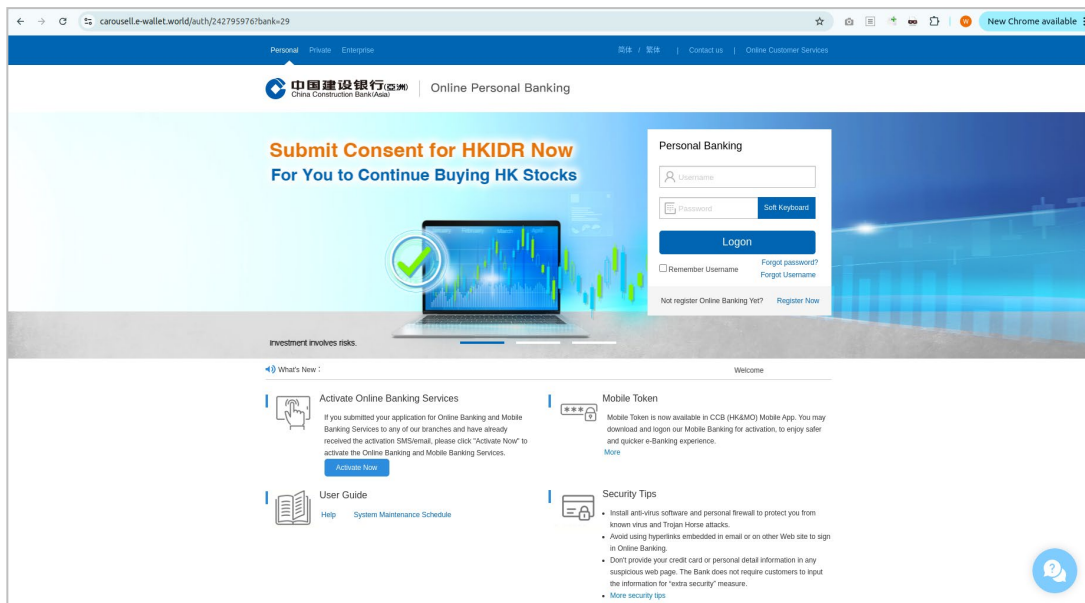 carousell.e-wallet.world/auth/242795976?bank=29
New Chrome available
Personal Private Enterprise
简体 / 繁体 | Contact us | Online Customer Services
中国建设银行(亞洲)
China Construction Bank(Asia)
Online Personal Banking
Submit Consent for HKIDR Now
For You to Continue Buying HK Stocks
Personal Banking
Username
Password
Soft Keyboard
Logon
Remember Username
Forgot password?
Forgot Username
Not register Online Banking Yet? Register Now
Investment involves risks.
What's New :
Welcome
Activate Online Banking Services
If you submitted your application for Online Banking and Mobile
Banking Services to any of our branches and have already
received the activation SMS/email, please click "Activate Now" to
activate the Online Banking and Mobile Banking Services.
Activate Now
Mobile Token
Mobile Token is now available in CCB (HK&MO) Mobile App. You may
download and logon our Mobile Banking for activation, to enjoy safer
and quicker e-Banking experience.
More
User Guide
Help System Maintenance Schedule
Security Tips
Install anti-virus software and personal firewall to protect you from
known virus and Trojan Horse attacks.
Avoid using hyperlinks embedded in email or on other Web site to sign
in Online Banking.
Don't provide your credit card or personal detail information in any
suspicious web page. The Bank does not require customers to input
the information for "extra security" measure.
More security tips